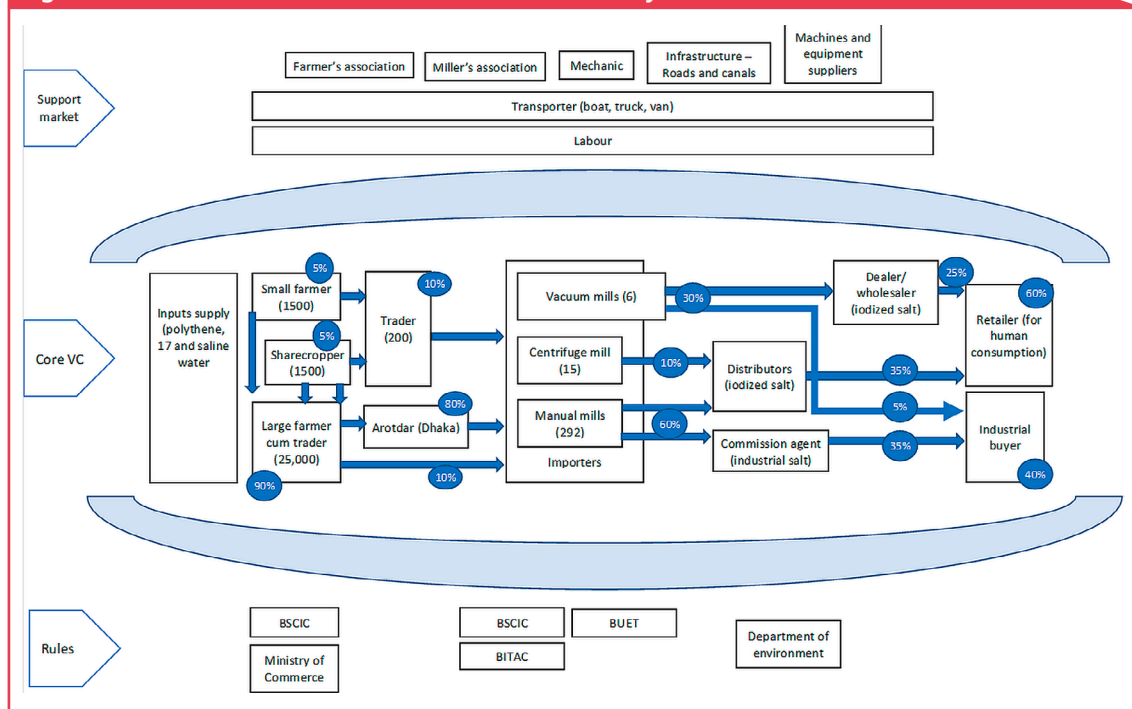 Farmer's association
Miller's association
Mechanic
Infrastructure –
Roads and canals
Machines and
equipment
suppliers
Support
market
Transporter (boat, truck, van)
Labour
Core VC
Inputs supply
(polythene,
17 and saline
water
5%
Small farmer
(1500)
5%
Sharecropper
(1500)
Large farmer
cum trader
(25,000)
90%
10%
Trader
(200)
80%
Arotdar (Dhaka)
10%
Vacuum mills (6)
Centrifuge mill
(15)
Manual mills
(292)
Importers
30%
10%
60%
Distributors
(iodized salt)
Commission agent
(industrial salt)
Dealer/
wholesaler
(iodized salt)
25%
35%
5%
35%
60%
Retailer (for
human
consumption)
Industrial
buyer
40%
Rules
BSCIC
Ministry of
Commerce
BSCIC
BITAC
BUET
Department of
environment